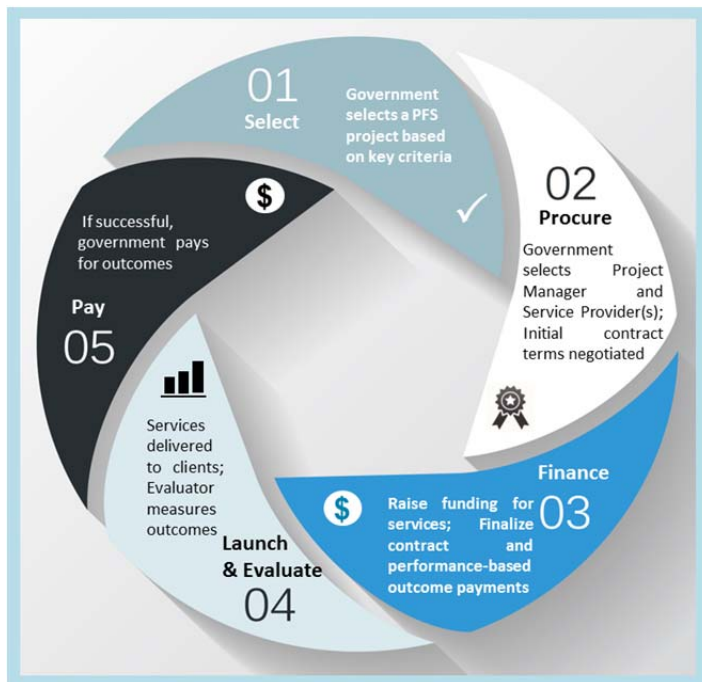 01
Select
Government
selects a PFS
project based
on key criteria
02
Procure
Government
selects Project
Manager and
Service Provider(s);
Initial contract
terms negotiated
Finance
03
$
Raise funding for
services; Finalize
contract and
performance-based
outcome payments
Services
delivered
to clients;
Evaluator
measures
outcomes
Launch
& Evaluate
04
$
If successful,
government pays
for outcomes
Pay
05